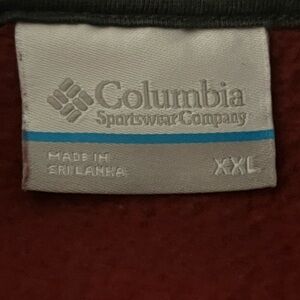 Columbia
Sportswear Company
MADE IN
SRI LANKA
XXL